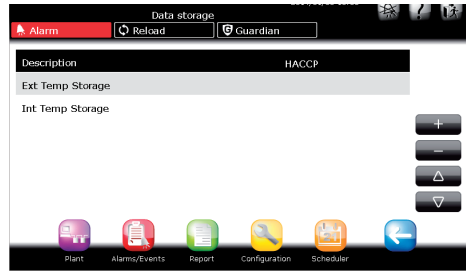 Data storage
Alarm
Reload
Guardian
Description HACCP
Ext Temp Storage
Int Temp Storage
Plant Alarms/Events Report Configuration Scheduler